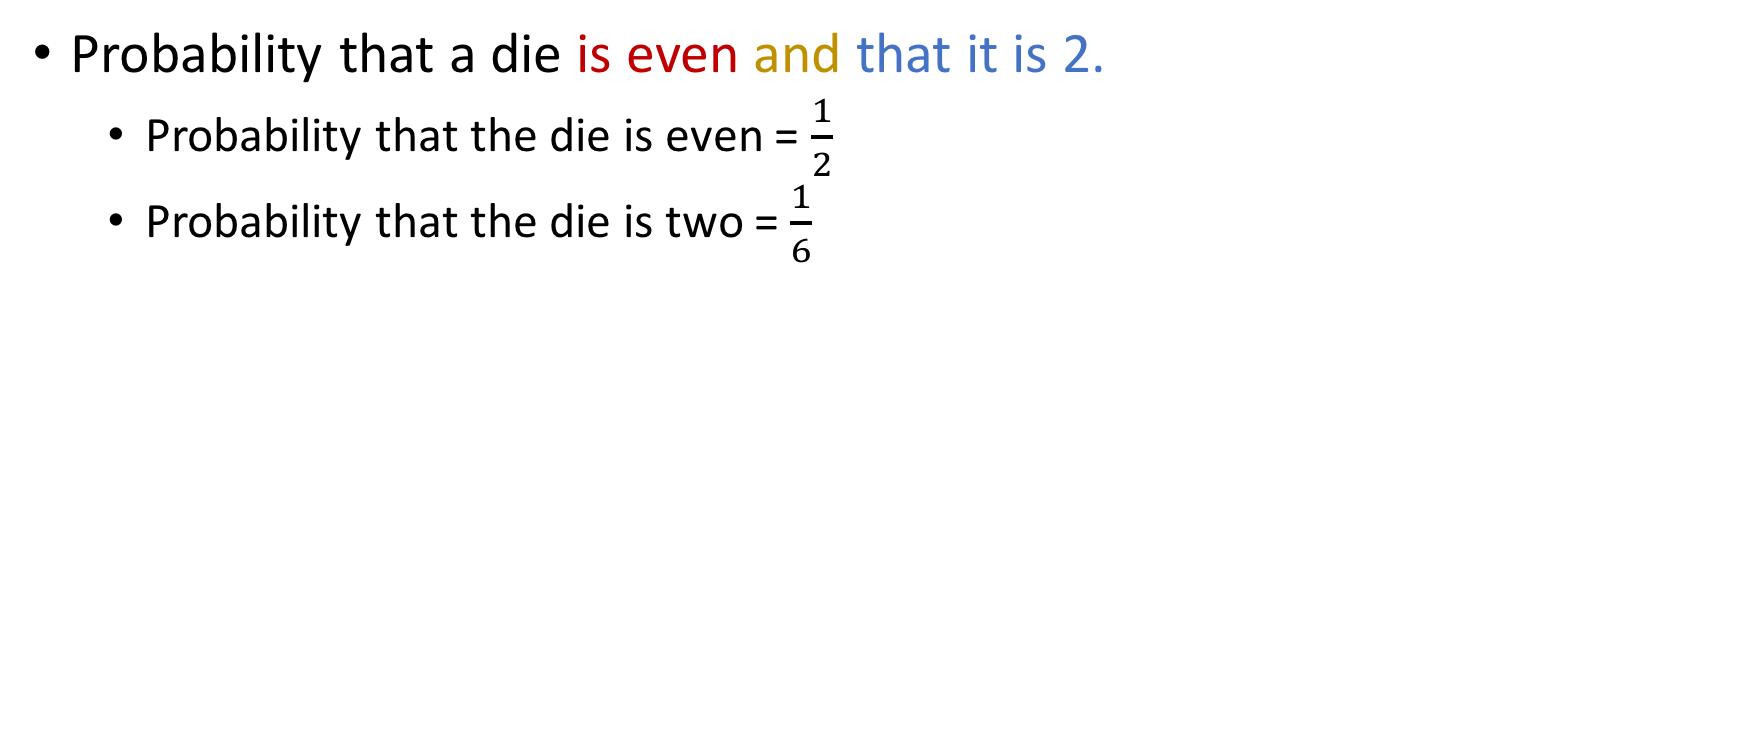 • Probability that a die is even and that it is 2.
• Probability that the die is even = 1/2
• Probability that the die is two = 1/6